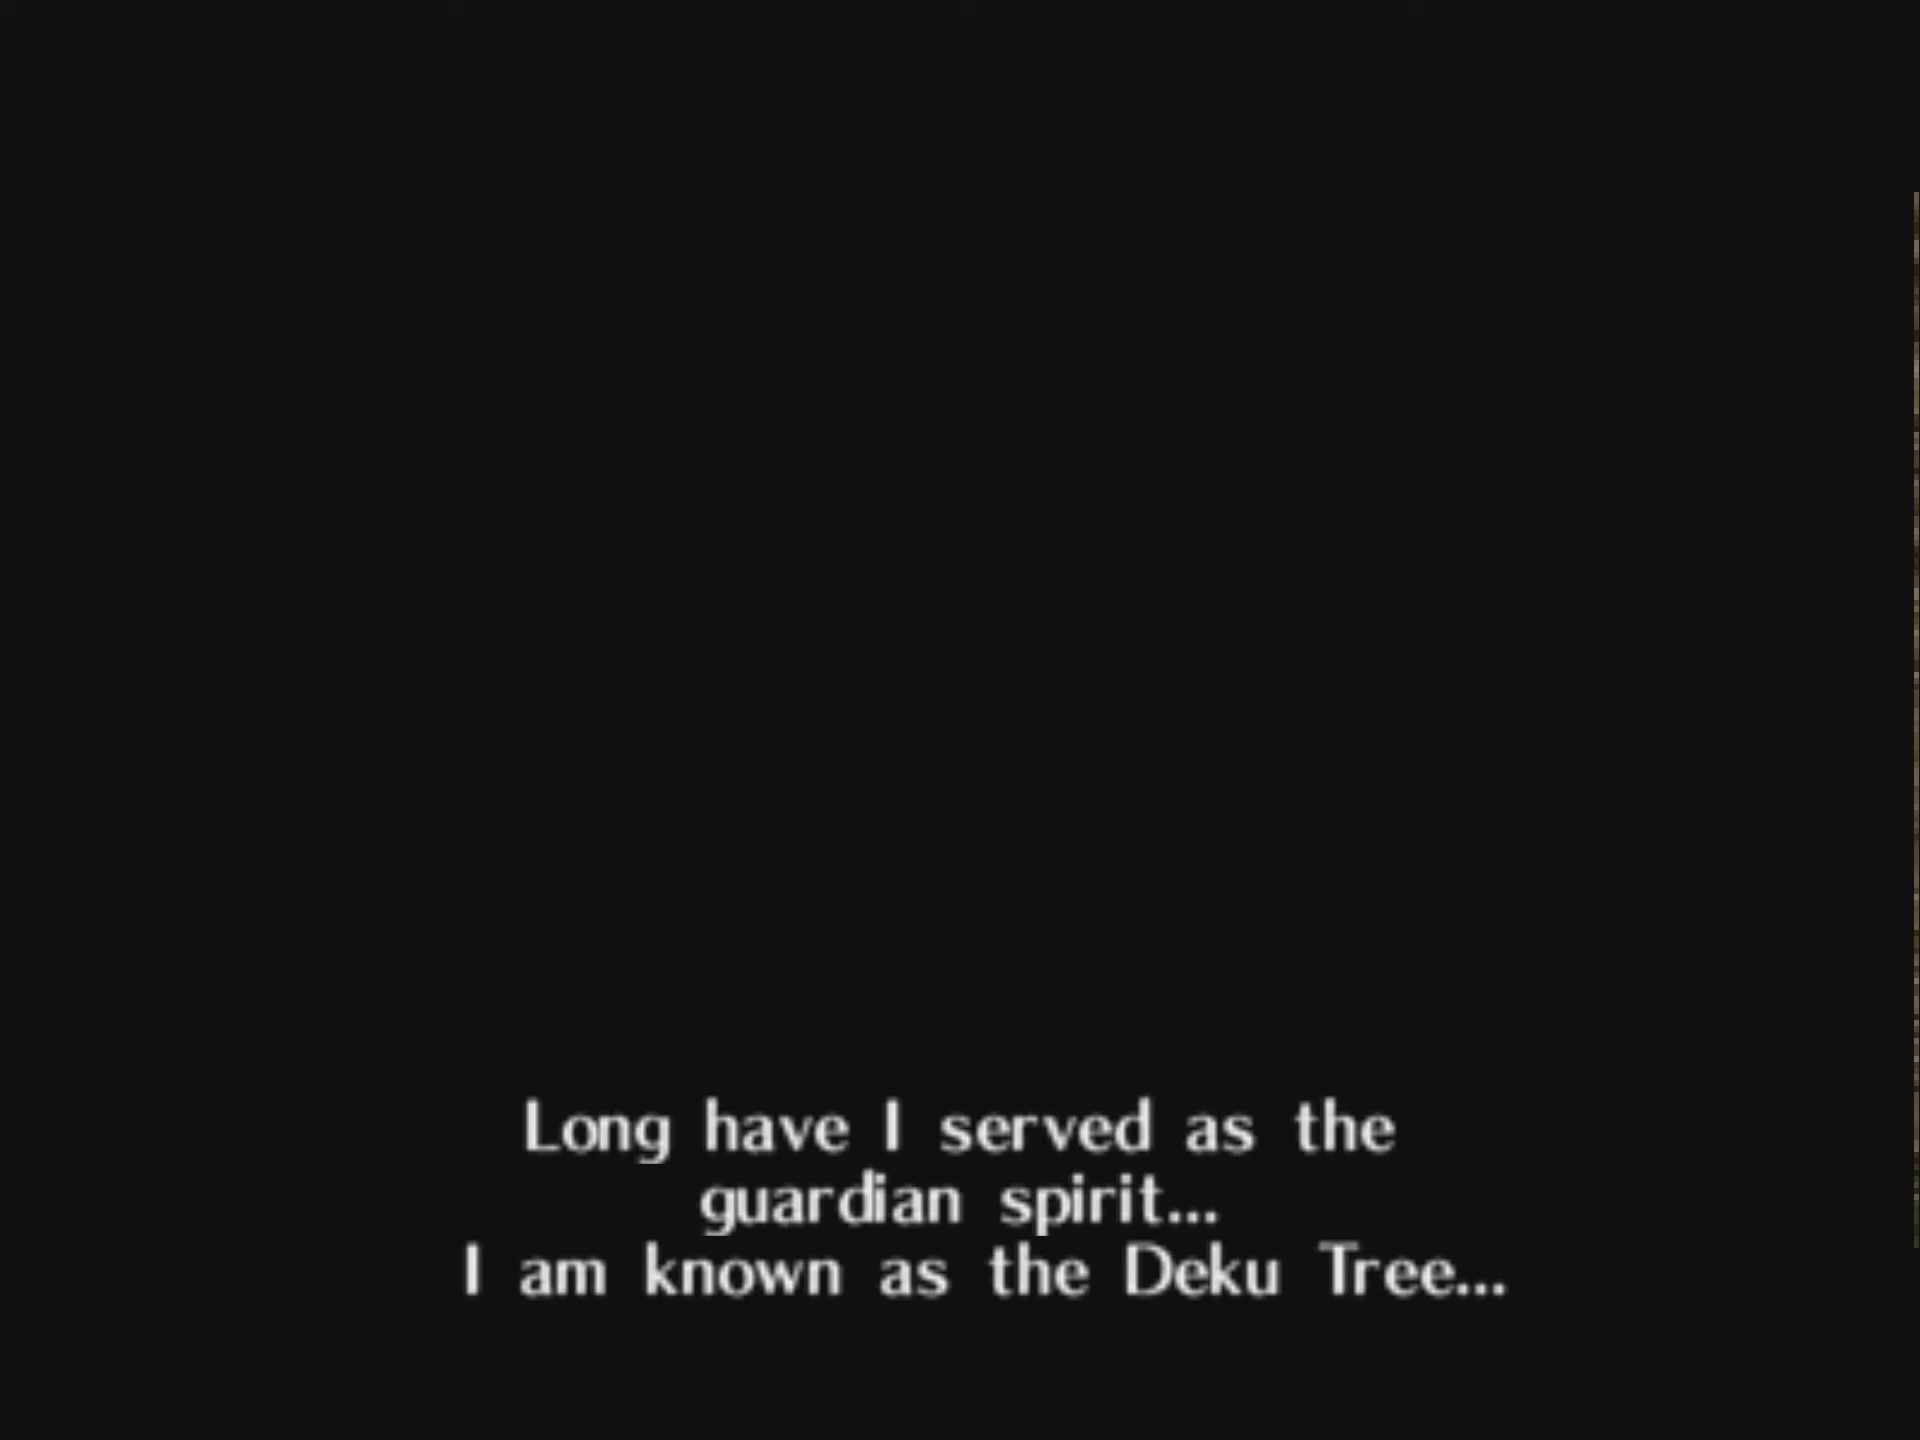 Long have I served as the
guardian spirit...
I am known as the Deku Tree...